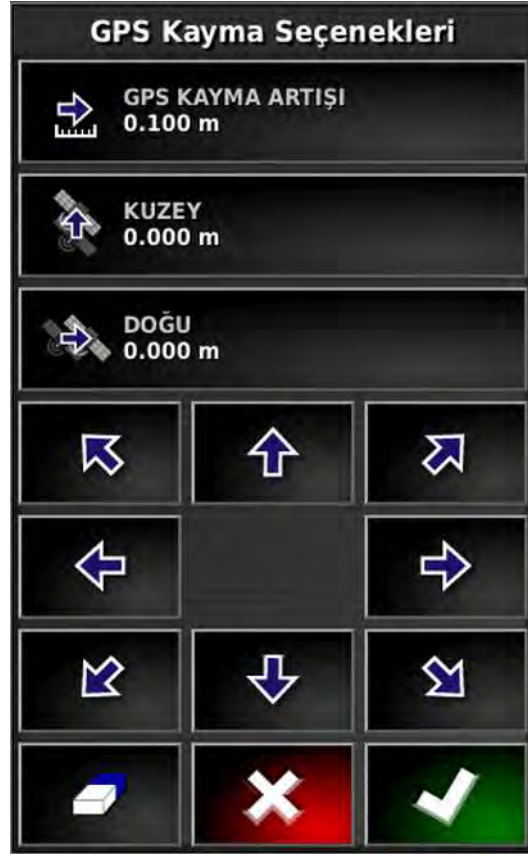 GPS Kayma Seçenekleri
GPS KAYMA ARTIŞI
0.100 m
KUZEY
0.000 m
DOĞU
0.000 m